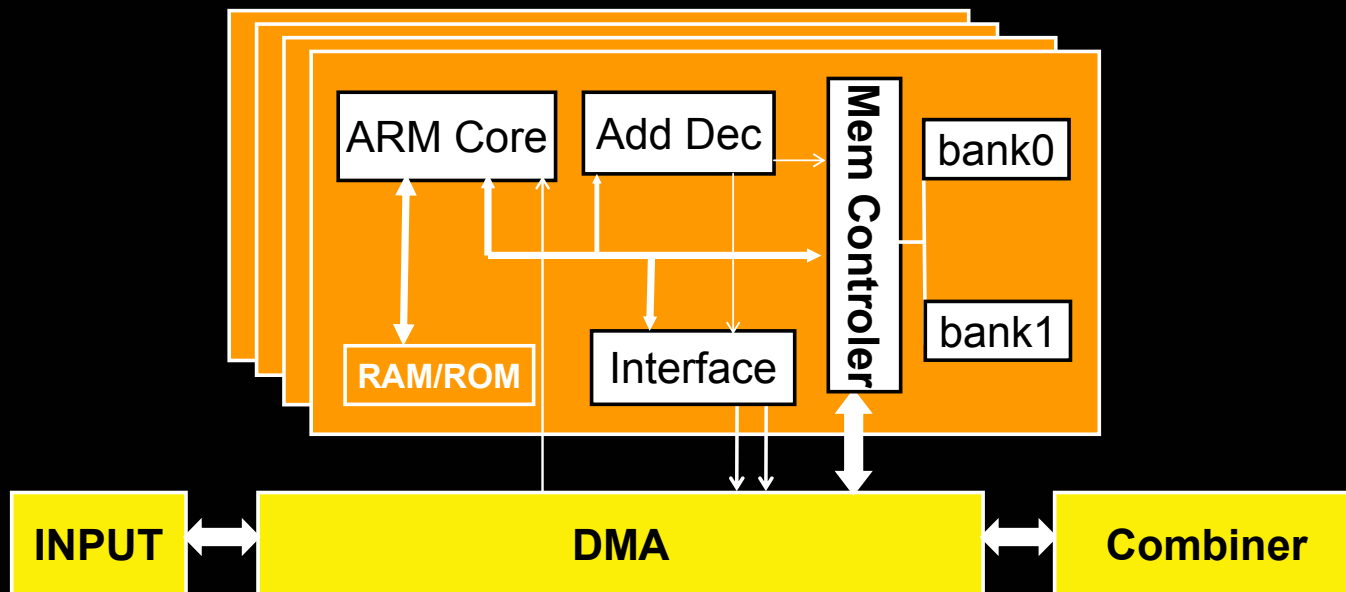 ARM Core
Add Dec
Mem Controler
bank0
bank1
RAM/ROM
Interface
INPUT
DMA
Combiner